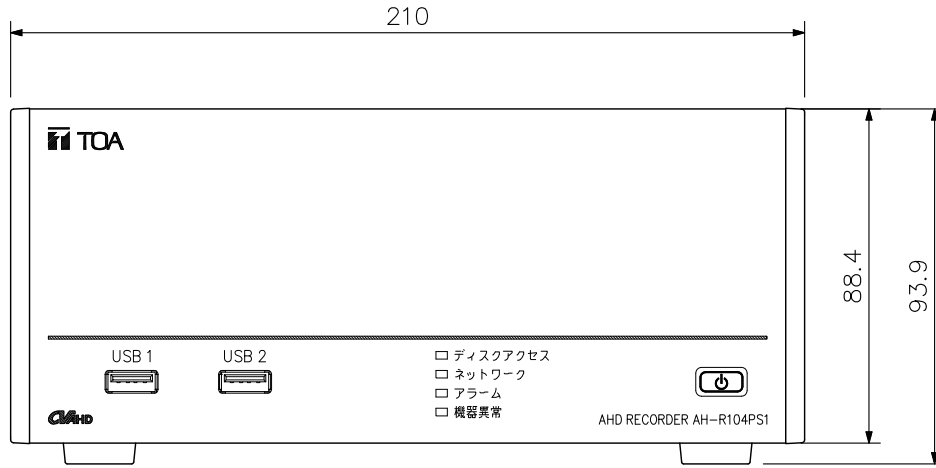 210
TOA
88.4
93.9
USB 1 USB 2
ディスクアクセス
ネットワーク
アラーム
機器異常
AHD
AHD RECORDER AH-R104PS1